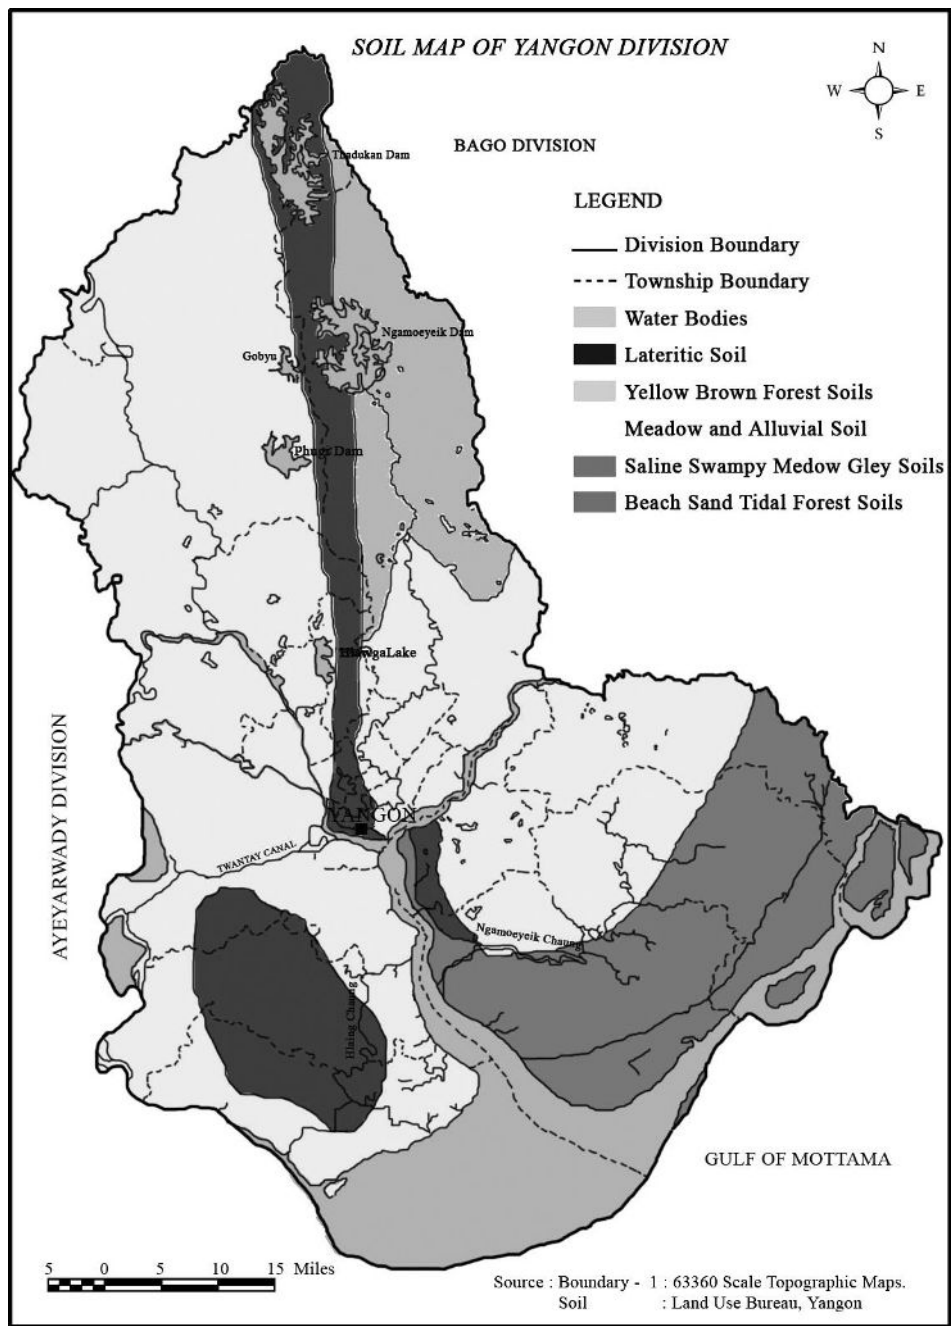 SOIL MAP OF YANGON DIVISION
N
W E
S
BAGO DIVISION
Thadukan Dam
LEGEND
Division Boundary
Township Boundary
Water Bodies
Lateritic Soil
Yellow Brown Forest Soils
Meadow and Alluvial Soil
Saline Swampy Medow Gley Soils
Beach Sand Tidal Forest Soils
Ngamoeyeik Dam
Gobyu
Phugy Dam
HlawgaLake
AYEYARWADY DIVISION
YANGON
TWANTAY CANAL
Ngamoeyeik Chaung
Hlaing Chaung
GULF OF MOTTAMA
5 0 5 10 15 Miles
Source : Boundary - 1 : 63360 Scale Topographic Maps.
Soil : Land Use Bureau, Yangon